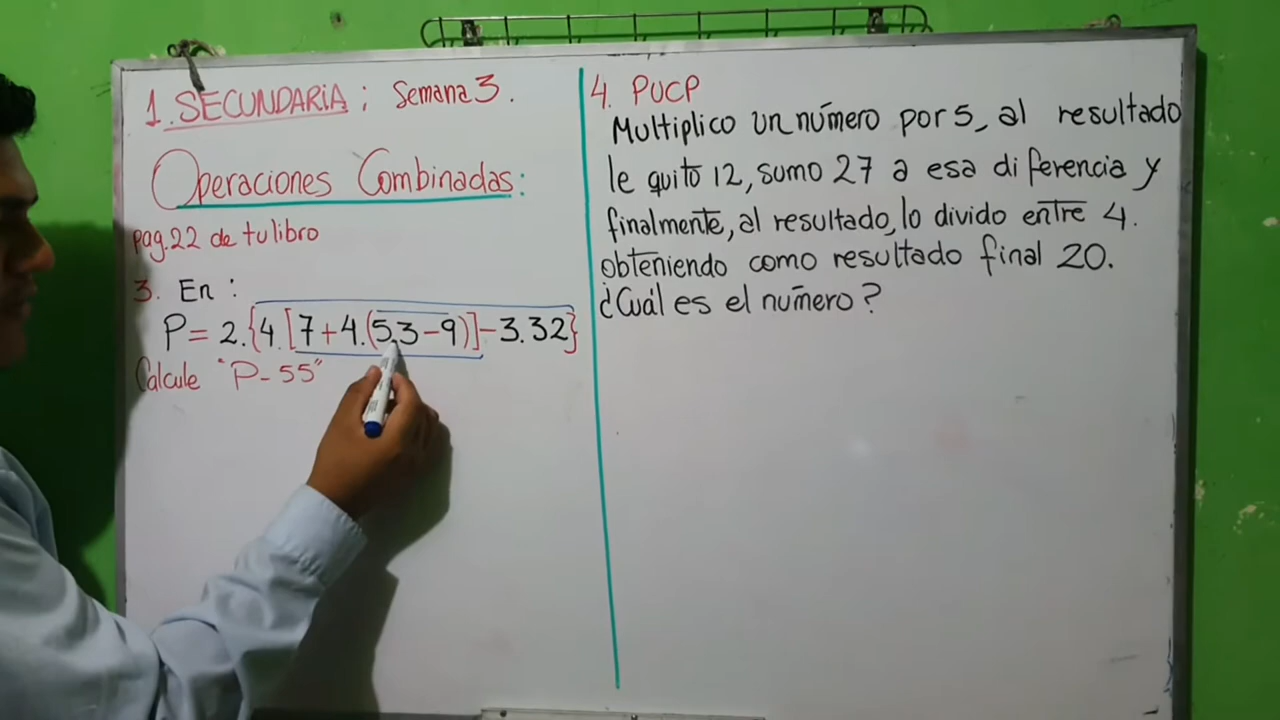 1. SECUNDARIA; Semana 3.
Operaciones Combinadas:
pag.22 de tu libro
3. En:
P = 2.{4.[7+4.(5.3-9)]-3.32}
Calcule "P-55"
4. PUCP
Multiplico un número por 5, al resultado
le quito 12, sumo 27 a esa diferencia y
finalmente, al resultado, lo divido entre 4.
obteniendo como resultado final 20.
¿Cuál es el número?